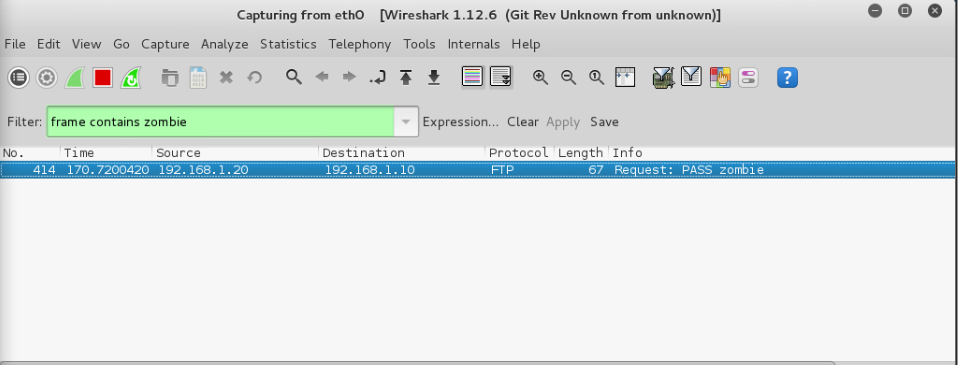 Capturing from eth0 [Wireshark 1.12.6 (Git Rev Unknown from unknown)]
File Edit View Go Capture Analyze Statistics Telephony Tools Internals Help
Filter: frame contains zombie Expression... Clear Apply Save
No. Time Source Destination Protocol Length Info
414 170.7200420 192.168.1.20 192.168.1.10 FTP 67 Request: PASS zombie